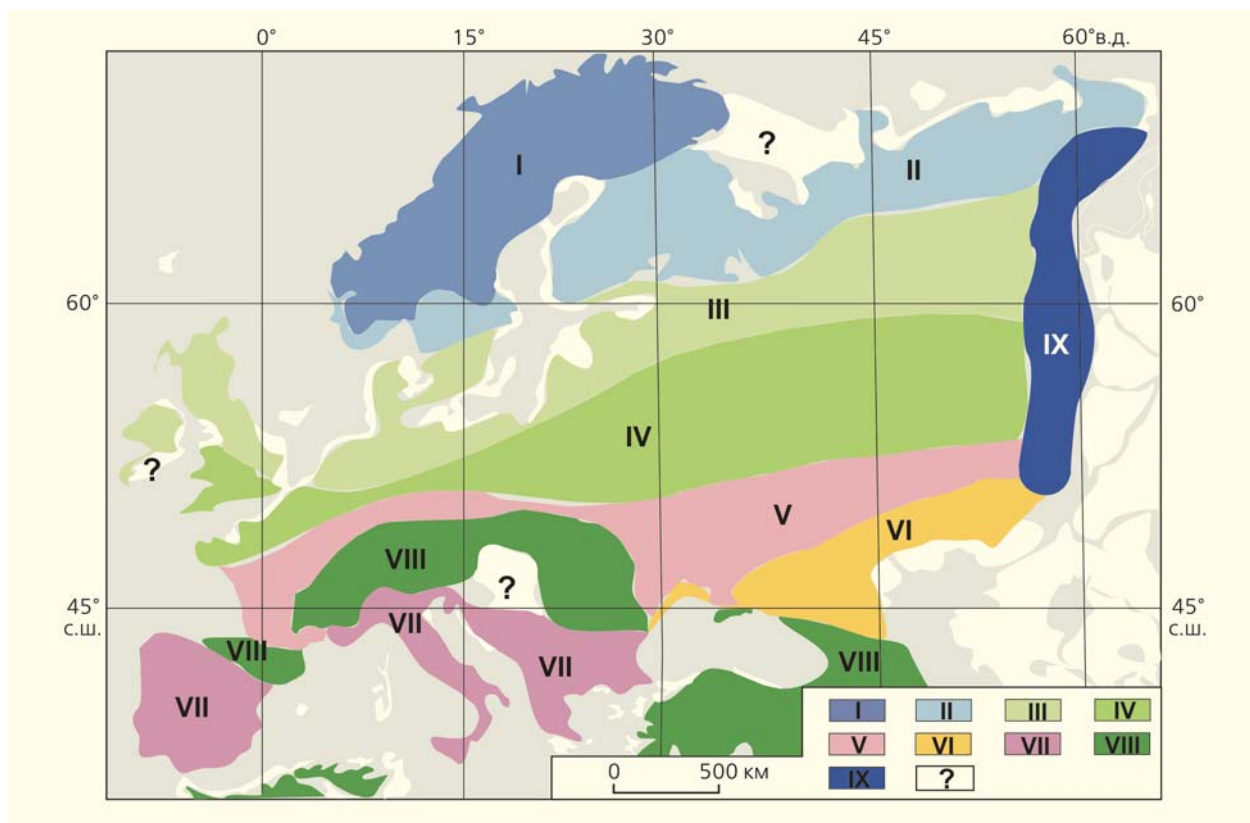 0° 15° 30° 45° 60°в.д.
I
?
II
60° 60°
III
IX
IV
?
V
VI
VIII
?
45° 45°
с.ш. с.ш.
VII
VIII
VIII
VII
VII
I II III IV
V VI VII VIII
IX ?
0 500 км